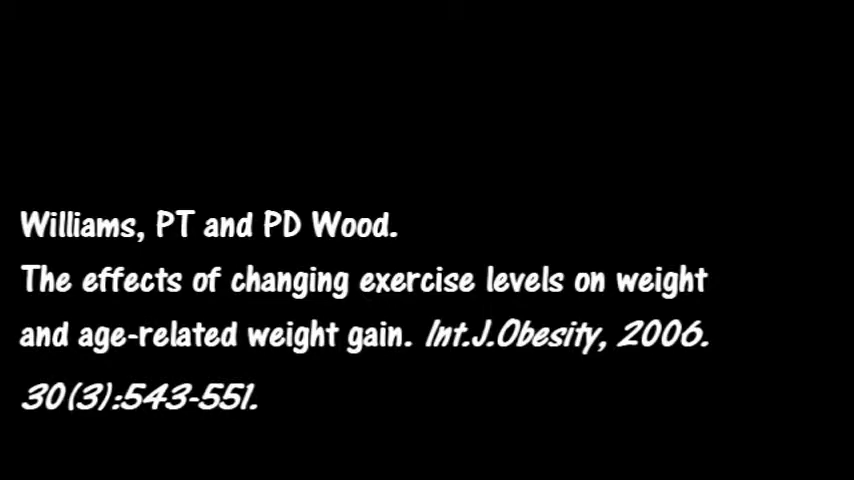 Williams, PT and PD Wood.
The effects of changing exercise levels on weight
and age-related weight gain. Int.J.Obesity, 2006.
30(3):543-551.